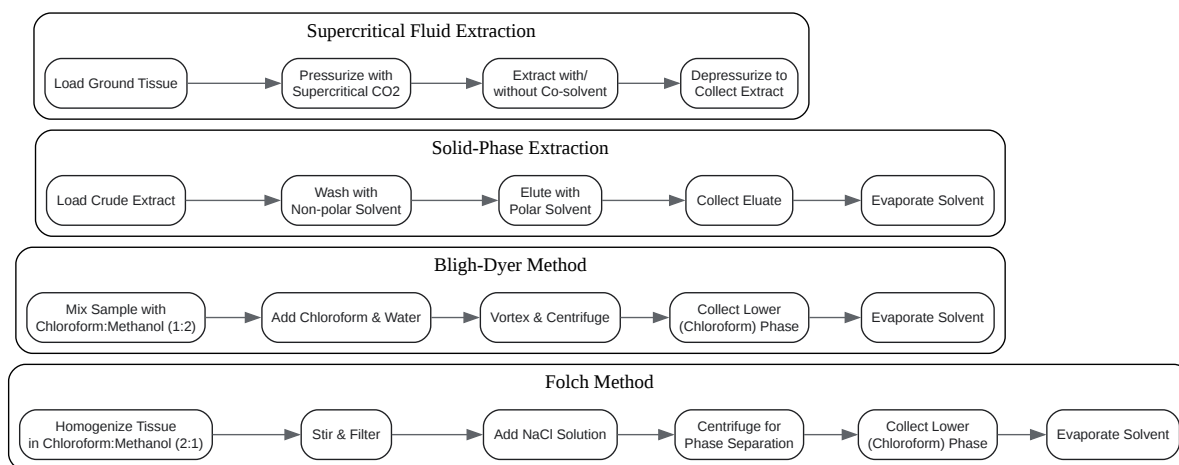 Supercritical Fluid Extraction
Load Ground Tissue
Pressurize with
Supercritical CO2
Extract with/
without Co-solvent
Depressurize to
Collect Extract
Solid-Phase Extraction
Load Crude Extract
Wash with
Non-polar Solvent
Elute with
Polar Solvent
Collect Eluate
Evaporate Solvent
Bligh-Dyer Method
Mix Sample with
Chloroform:Methanol (1:2)
Add Chloroform & Water
Vortex & Centrifuge
Collect Lower
(Chloroform) Phase
Evaporate Solvent
Folch Method
Homogenize Tissue
in Chloroform:Methanol (2:1)
Stir & Filter
Add NaCl Solution
Centrifuge for
Phase Separation
Collect Lower
(Chloroform) Phase
Evaporate Solvent